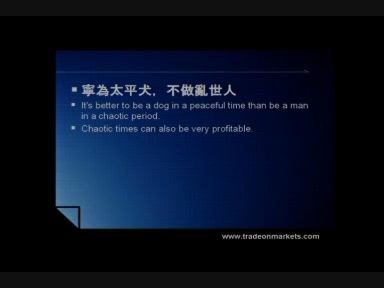 寧為太平犬，不做亂世人
It's better to be a dog in a peaceful time than be a man
in a chaotic period.
Chaotic times can also be very profitable.
www.tradeonmarkets.com